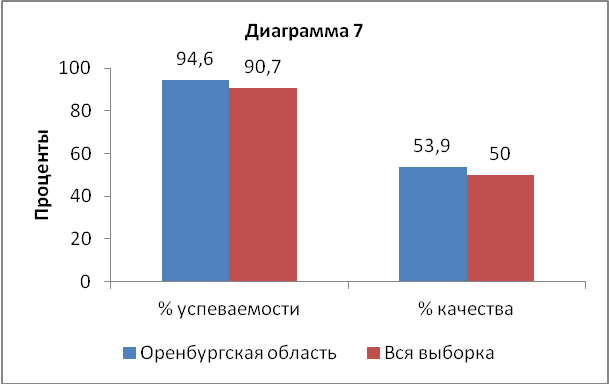 Диаграмма 7
Проценты
100
80
60
40
20
0
94,6
90,7
53,9
50
% успеваемости
% качества
Оренбургская область
Вся выборка